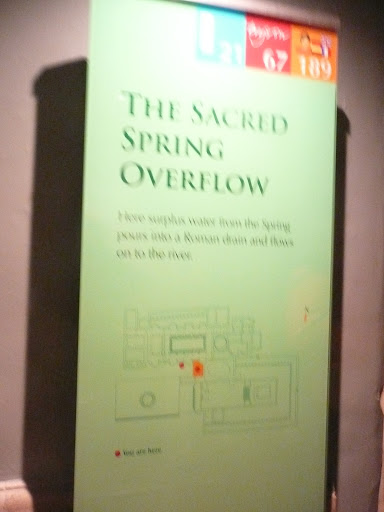 21
67
189
THE SACRED
SPRING
OVERFLOW
Here surplus water from the Spring
pours into a Roman drain and flows
on to the river.
You are here